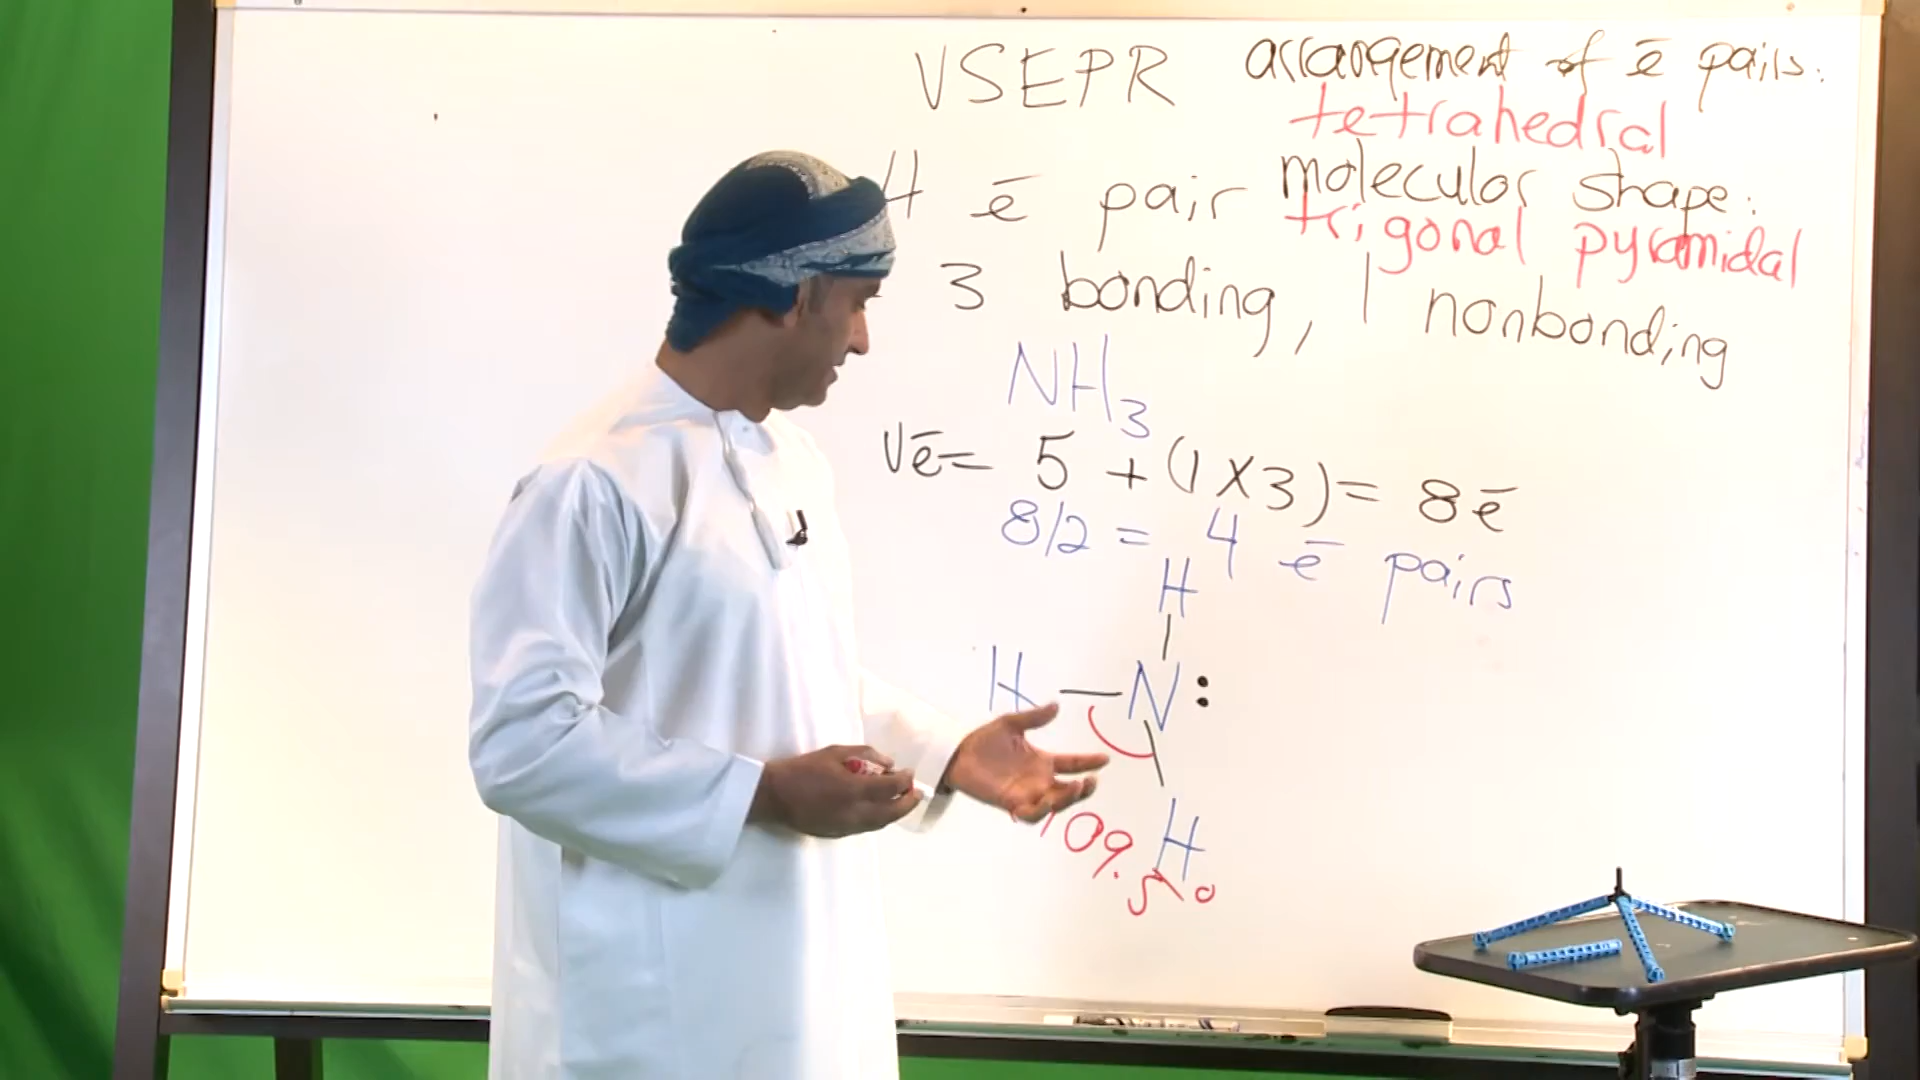 VSEPR
arrangement of ē pairs:
tetrahedral
4 ē pair
molecular shape:
trigonal pyramidal
3 bonding, 1 nonbonding
NH3
Vē = 5 + (1 X 3) = 8ē
8/2 = 4 ē pairs
H
H — N :
H
109.5°